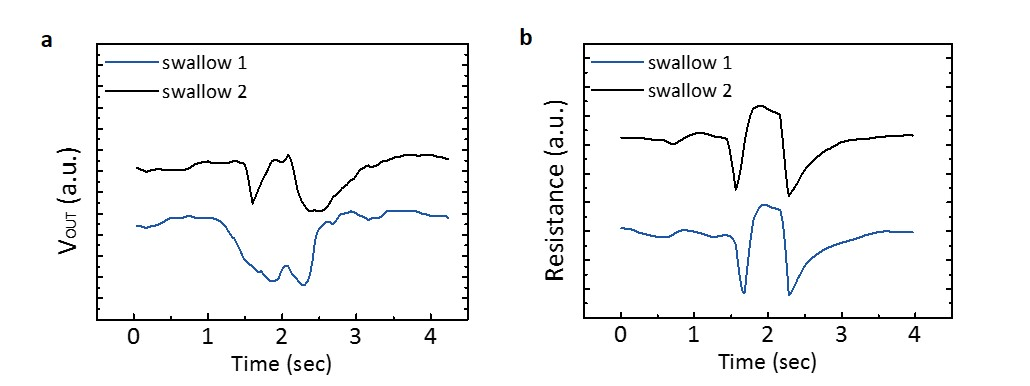 a
swallow 1
swallow 2
VOUT (a.u.)
0 1 2 3 4
Time (sec)
b
swallow 1
swallow 2
Resistance (a.u.)
0 1 2 3 4
Time (sec)